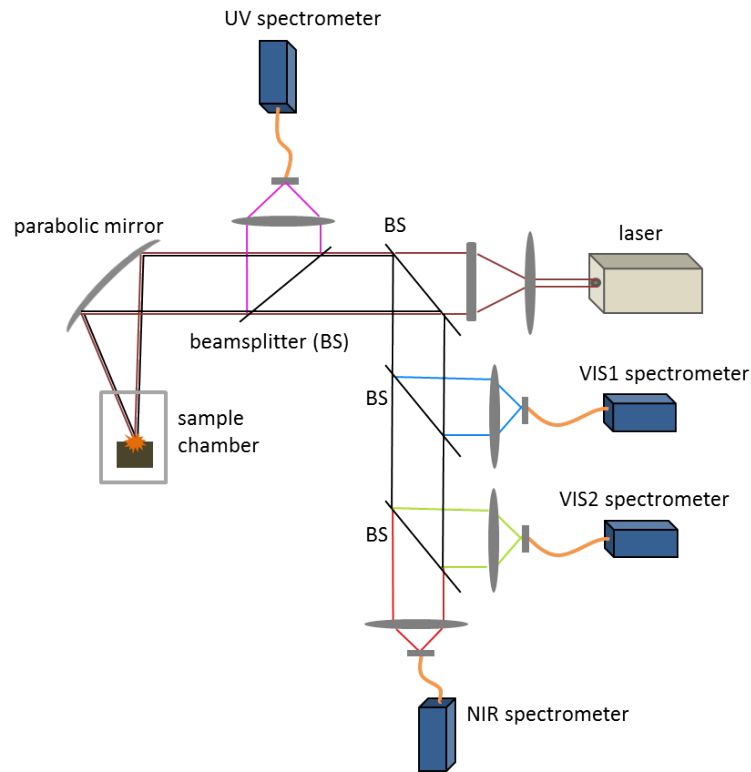 UV spectrometer
parabolic mirror
BS
laser
beamsplitter (BS)
VIS1 spectrometer
BS
sample
chamber
VIS2 spectrometer
BS
NIR spectrometer